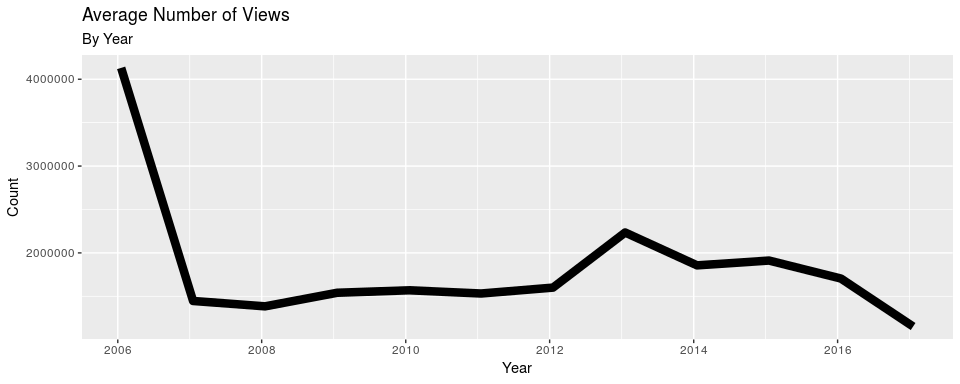 Average Number of Views
By Year
4000000
3000000
2000000
Count
2006 2008 2010 2012 2014 2016
Year